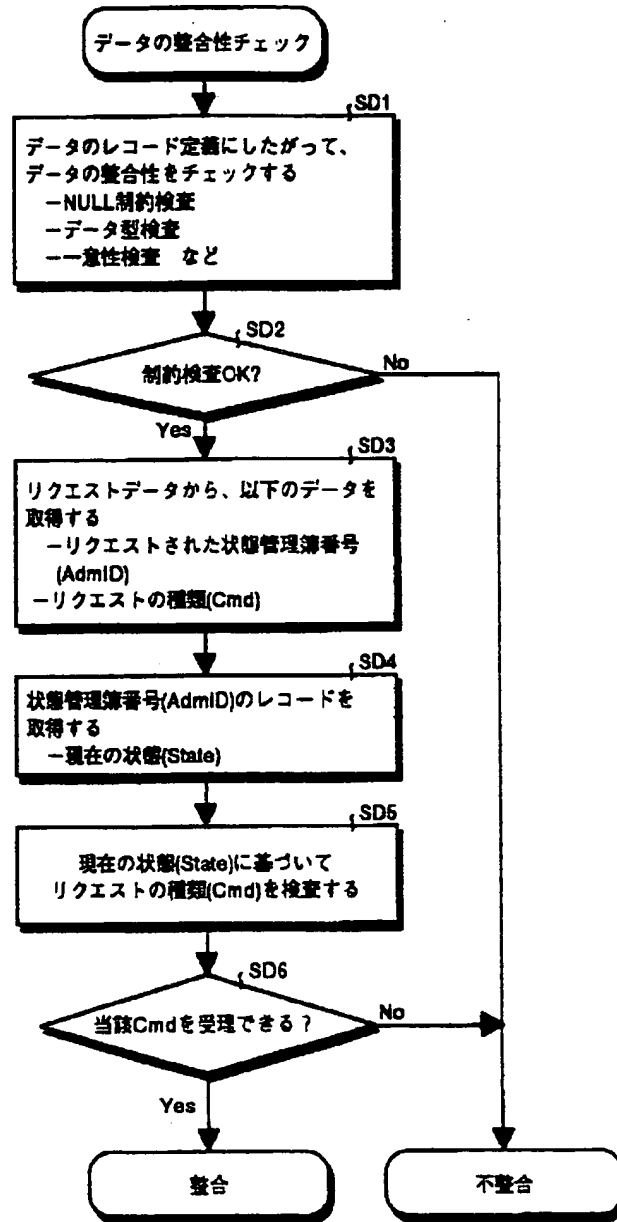 データの整合性チェック
SD1
データのレコード定義にしたがって、
データの整合性をチェックする
ーNULL制約検査
ーデータ型検査
ー一意性検査 など
SD2
制約検査OK?
No
Yes
SD3
リクエストデータから、以下のデータを
取得する
ーリクエストされた状態管理簿番号
(AdmID)
ーリクエストの種類(Cmd)
SD4
状態管理簿番号(AdmID)のレコードを
取得する
ー現在の状態(State)
SD5
現在の状態(State)に基づいて
リクエストの種類(Cmd)を検査する
SD6
当該Cmdを受理できる?
No
Yes
整合
不整合